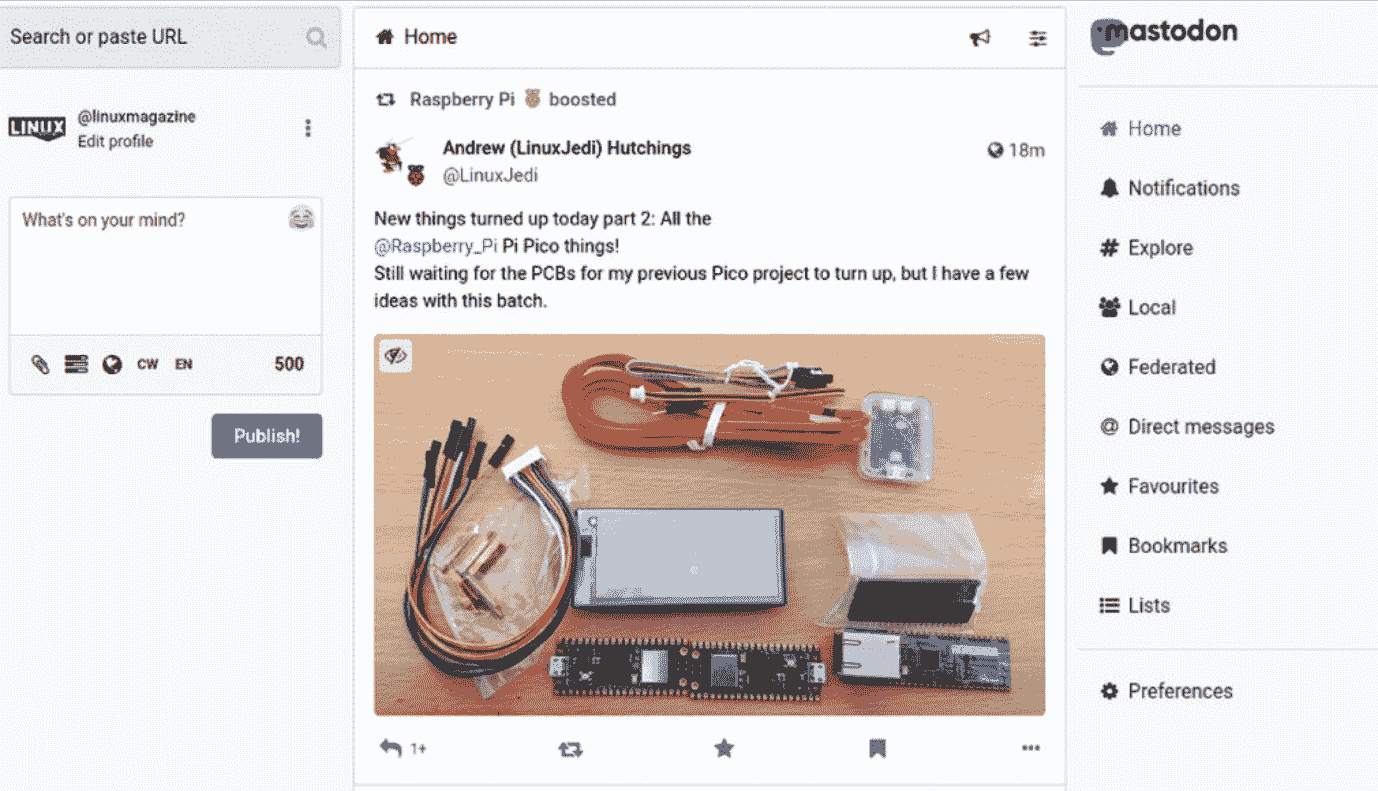 Search or paste URL
LINUX
@linuxmagazine
Edit profile
What's on your mind?
CW EN 500
Publish!
Home
Raspberry Pi boosted
Andrew (LinuxJedi) Hutchings
18m
@LinuxJedi
New things turned up today part 2: All the
@Raspberry_Pi Pi Pico things!
Still waiting for the PCBs for my previous Pico project to turn up, but I have a few
ideas with this batch.
1+
mastodon
Home
Notifications
Explore
Local
Federated
Direct messages
Favourites
Bookmarks
Lists
Preferences